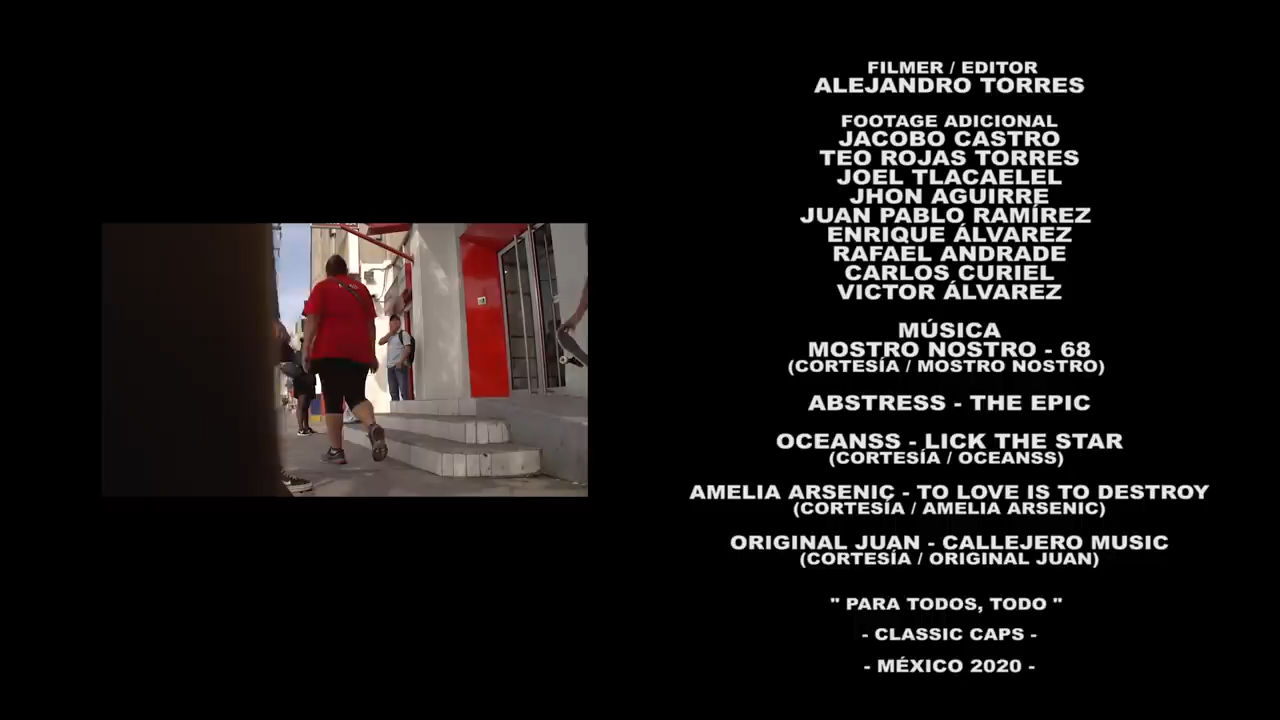 FILMER / EDITOR
ALEJANDRO TORRES
FOOTAGE ADICIONAL
JACOBO CASTRO
TEO ROJAS TORRES
JOEL TLACAELEL
JHON AGUIRRE
JUAN PABLO RAMÍREZ
ENRIQUE ÁLVAREZ
RAFAEL ANDRADE
CARLOS CURIEL
VICTOR ÁLVAREZ
MÚSICA
MOSTRO NOSTRO - 68
(CORTESÍA / MOSTRO NOSTRO)
ABSTRESS - THE EPIC
OCEANSS - LICK THE STAR
(CORTESÍA / OCEANSS)
AMELIA ARSENIC - TO LOVE IS TO DESTROY
(CORTESÍA / AMELIA ARSENIC)
ORIGINAL JUAN - CALLEJERO MUSIC
(CORTESÍA / ORIGINAL JUAN)
" PARA TODOS, TODO "
- CLASSIC CAPS -
- MÉXICO 2020 -